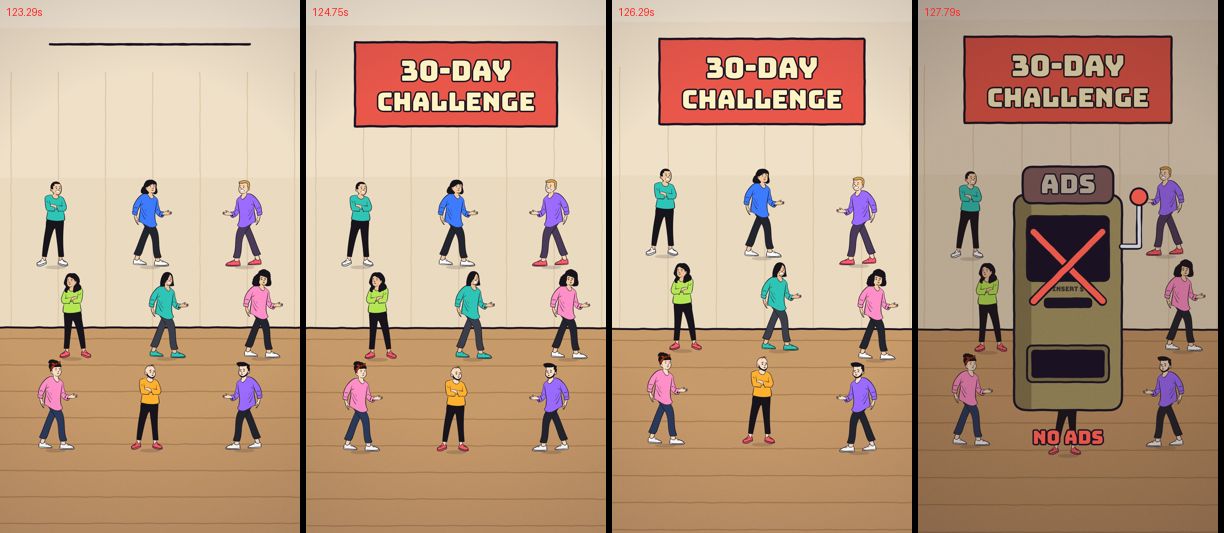 123.29s
124.75s
30-DAY
CHALLENGE
126.29s
30-DAY
CHALLENGE
127.79s
30-DAY
CHALLENGE
ADS
INSERT $
NO ADS